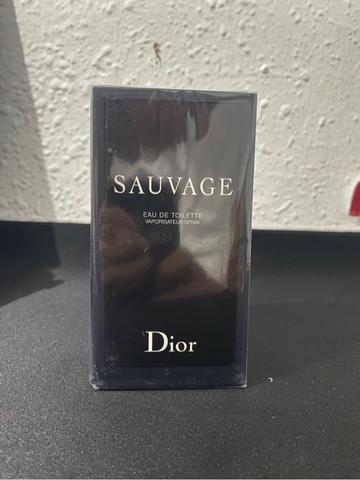 SAUVAGE
EAU DE TOILETTE
VAPORISATEUR SPRAY
Dior